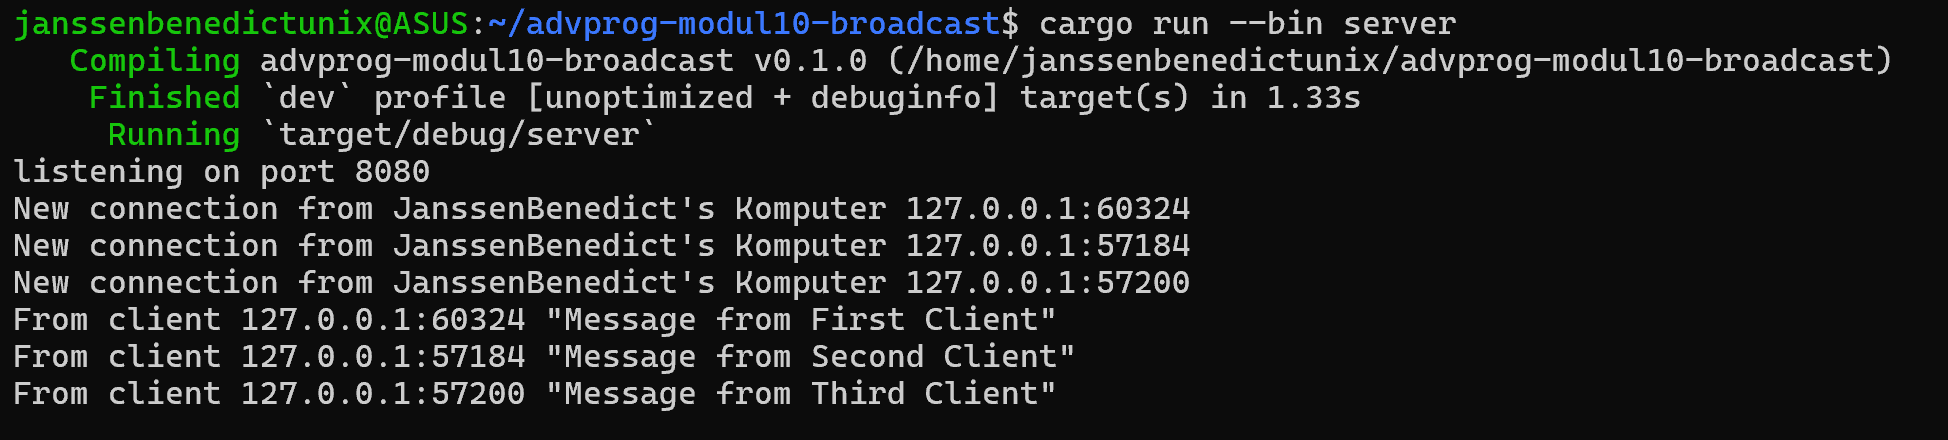 janssenbenedictunix@ASUS:~/advprog-modul10-broadcast$ cargo run --bin server
Compiling advprog-modul10-broadcast v0.1.0 (/home/janssenbenedictunix/advprog-modul10-broadcast)
Finished `dev` profile [unoptimized + debuginfo] target(s) in 1.33s
Running `target/debug/server`
listening on port 8080
New connection from JanssenBenedict's Komputer 127.0.0.1:60324
New connection from JanssenBenedict's Komputer 127.0.0.1:57184
New connection from JanssenBenedict's Komputer 127.0.0.1:57200
From client 127.0.0.1:60324 "Message from First Client"
From client 127.0.0.1:57184 "Message from Second Client"
From client 127.0.0.1:57200 "Message from Third Client"